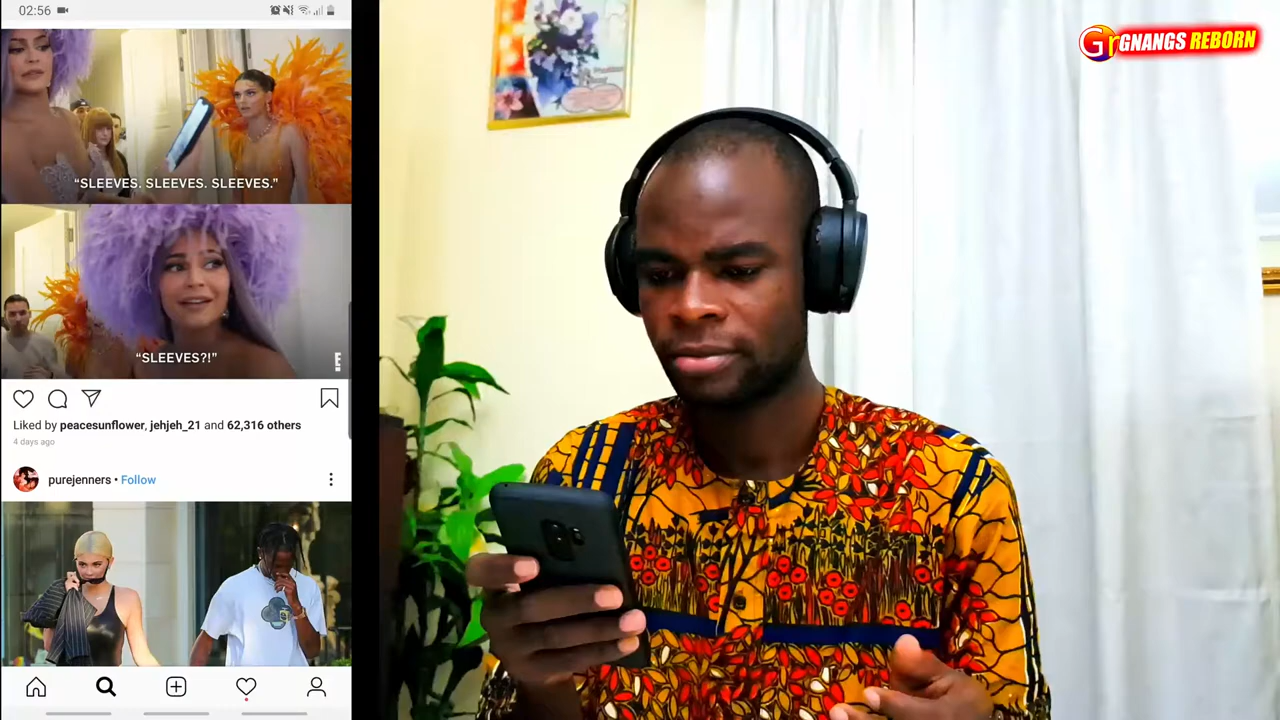 02:56
“SLEEVES. SLEEVES. SLEEVES.”
“SLEEVES?!”
Liked by peacesunflower, jehjeh_21 and 62,316 others
4 days ago
purejenners • Follow
Gr GNANGS REBORN